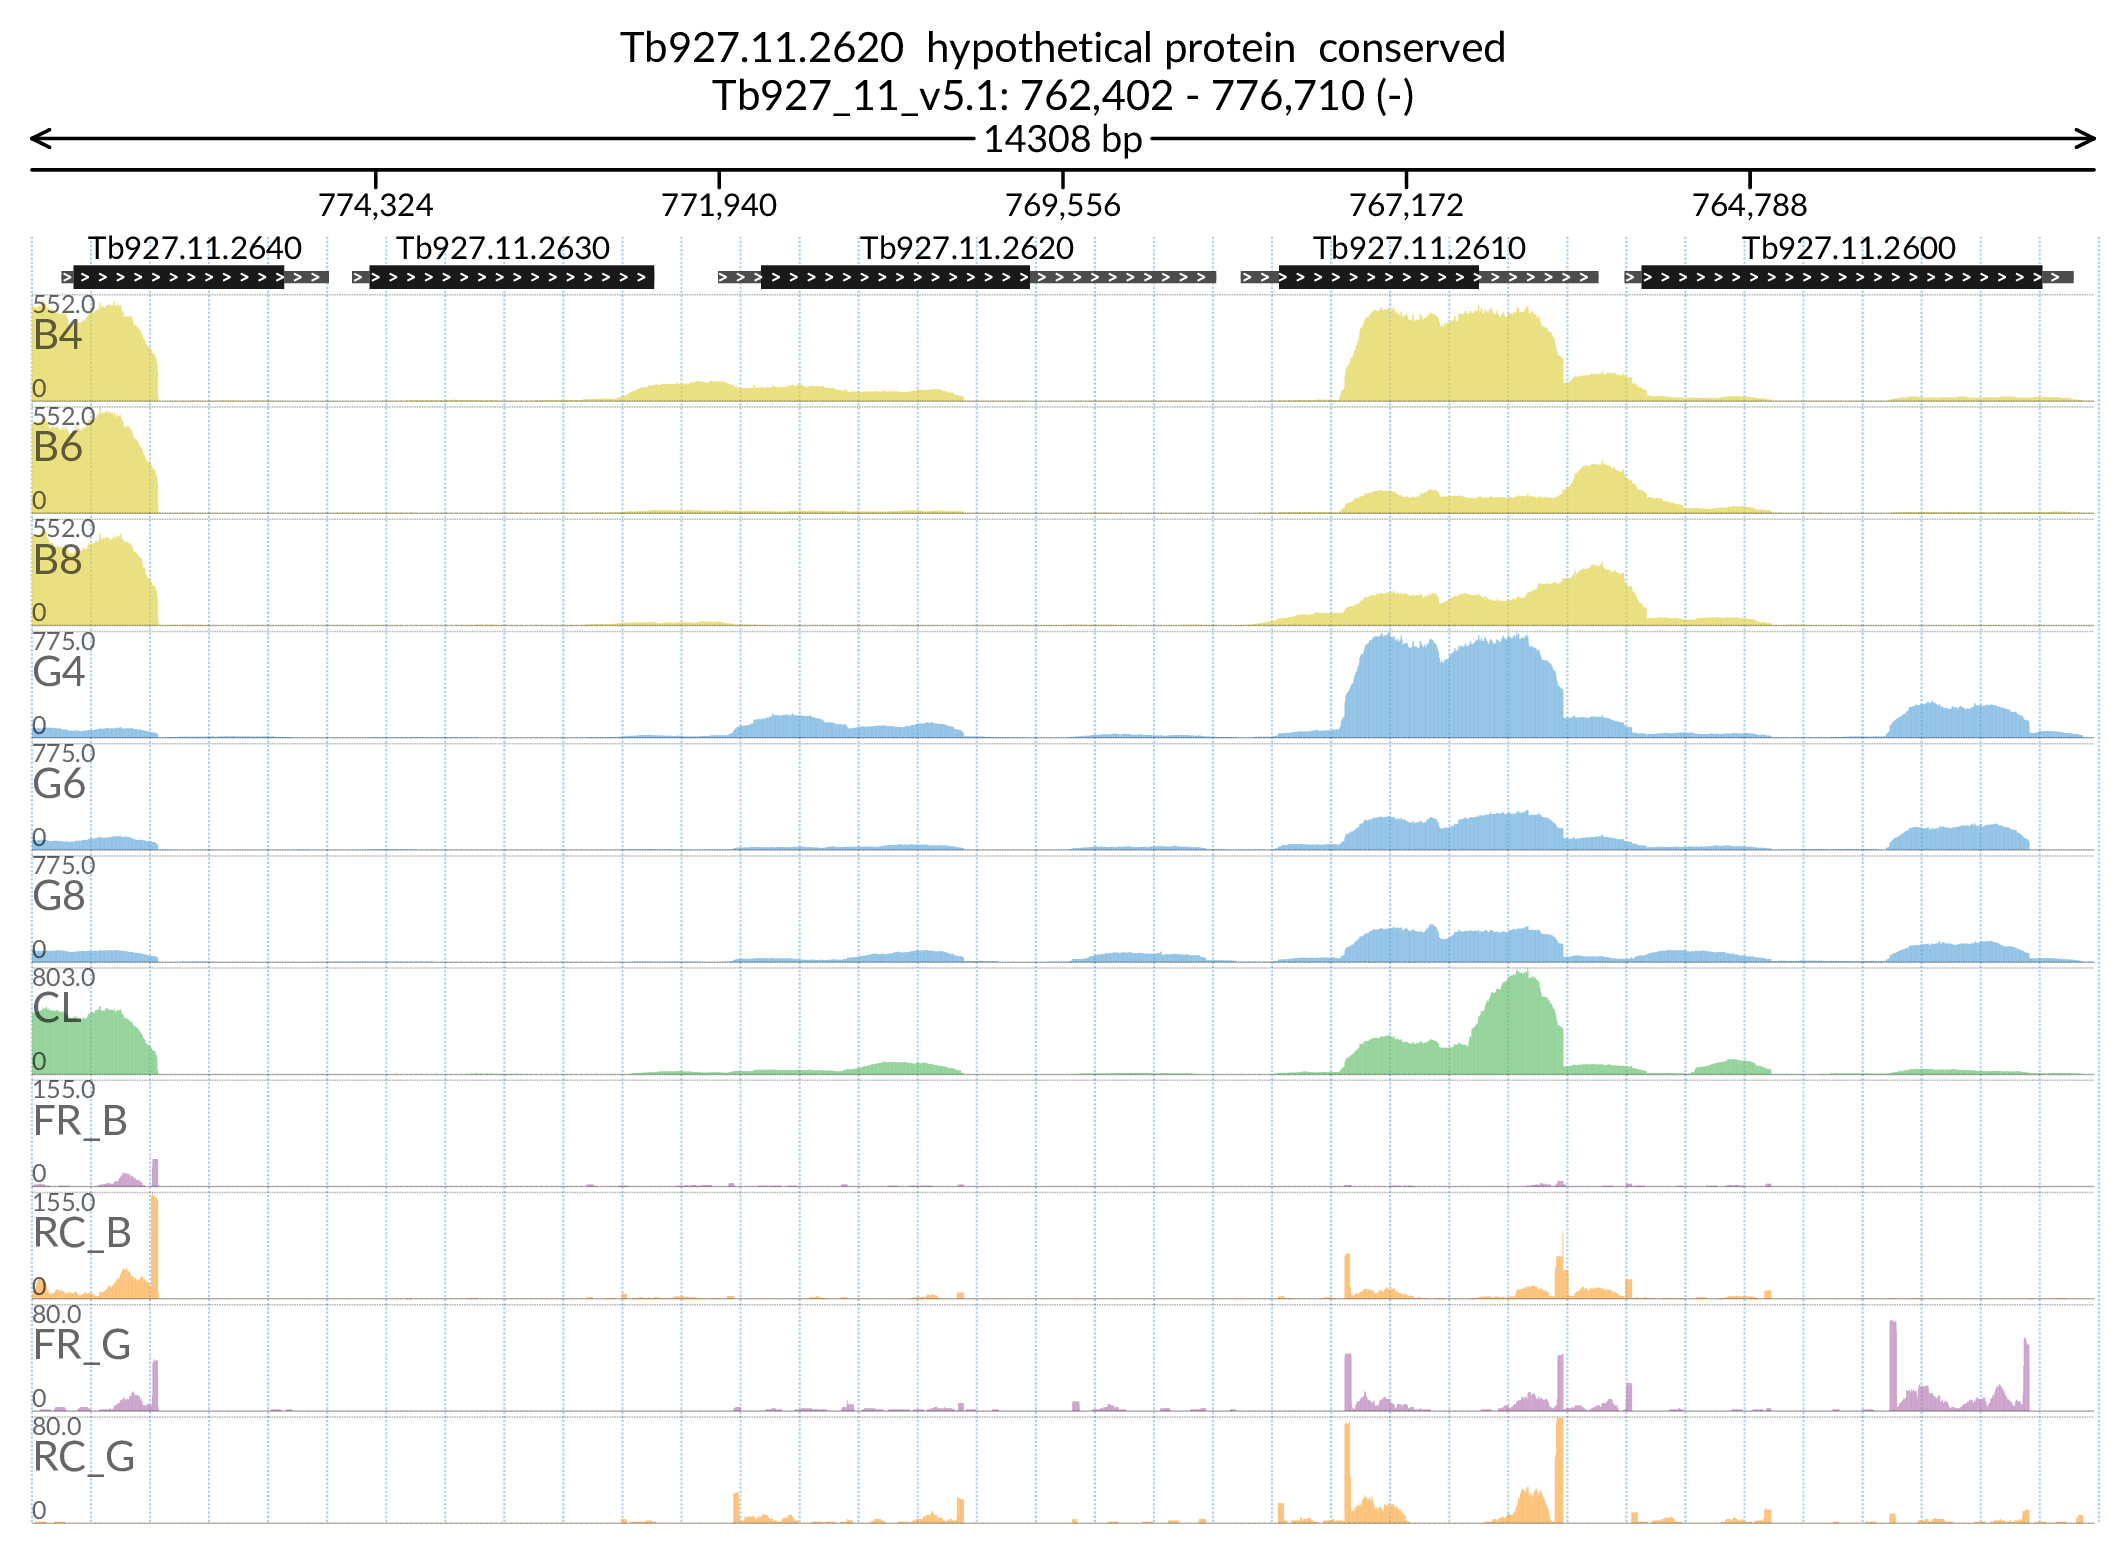 Tb927.11.2620  hypothetical protein  conserved
Tb927_11_v5.1: 762,402 - 776,710 (-)
14308 bp
774,324 771,940 769,556 767,172 764,788
Tb927.11.2640 Tb927.11.2630 Tb927.11.2620 Tb927.11.2610 Tb927.11.2600
552.0
B4
0
552.0
B6
0
552.0
B8
0
775.0
G4
0
775.0
G6
0
775.0
G8
0
803.0
CL
0
155.0
FR_B
0
155.0
RC_B
0
80.0
FR_G
0
80.0
RC_G
0